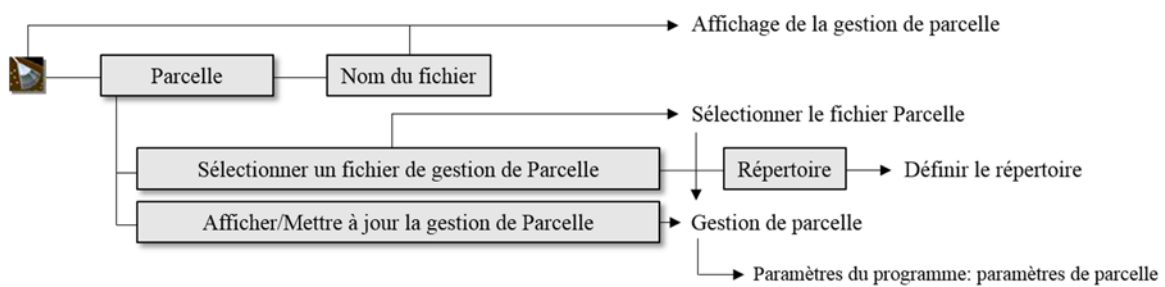 Affichage de la gestion de parcelle
Parcelle
Nom du fichier
Sélectionner le fichier Parcelle
Sélectionner un fichier de gestion de Parcelle
Répertoire
Définir le répertoire
Afficher/Mettre à jour la gestion de Parcelle
Gestion de parcelle
Paramètres du programme: paramètres de parcelle